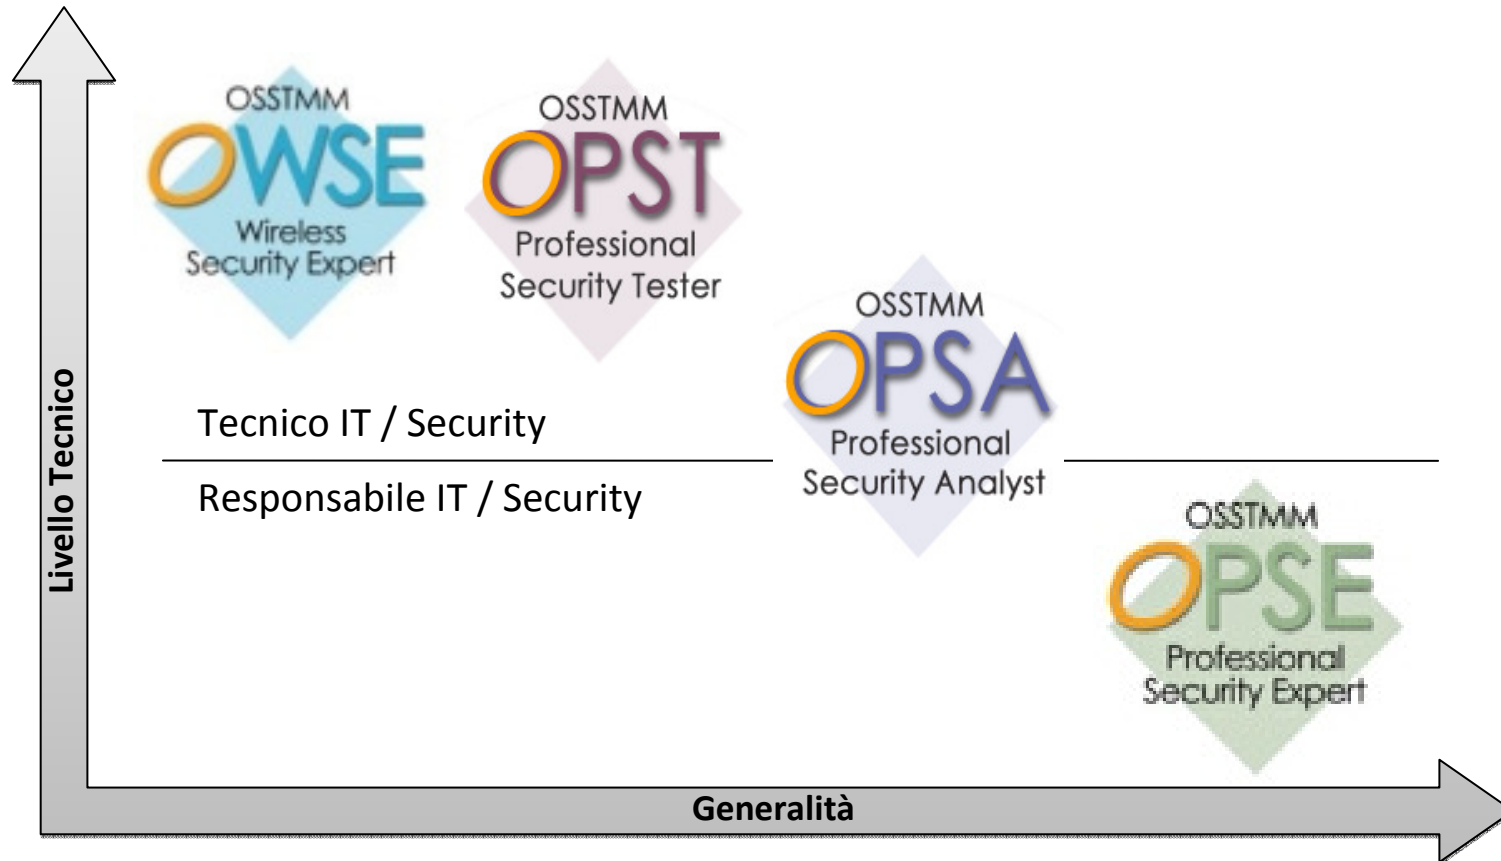 OSSTMM
OWSE
Wireless
Security Expert
OSSTMM
OPST
Professional
Security Tester
OSSTMM
OPSA
Professional
Security Analyst
Tecnico IT / Security
Responsabile IT / Security
OSSTMM
OPSE
Professional
Security Expert
Livello Tecnico
Generalità